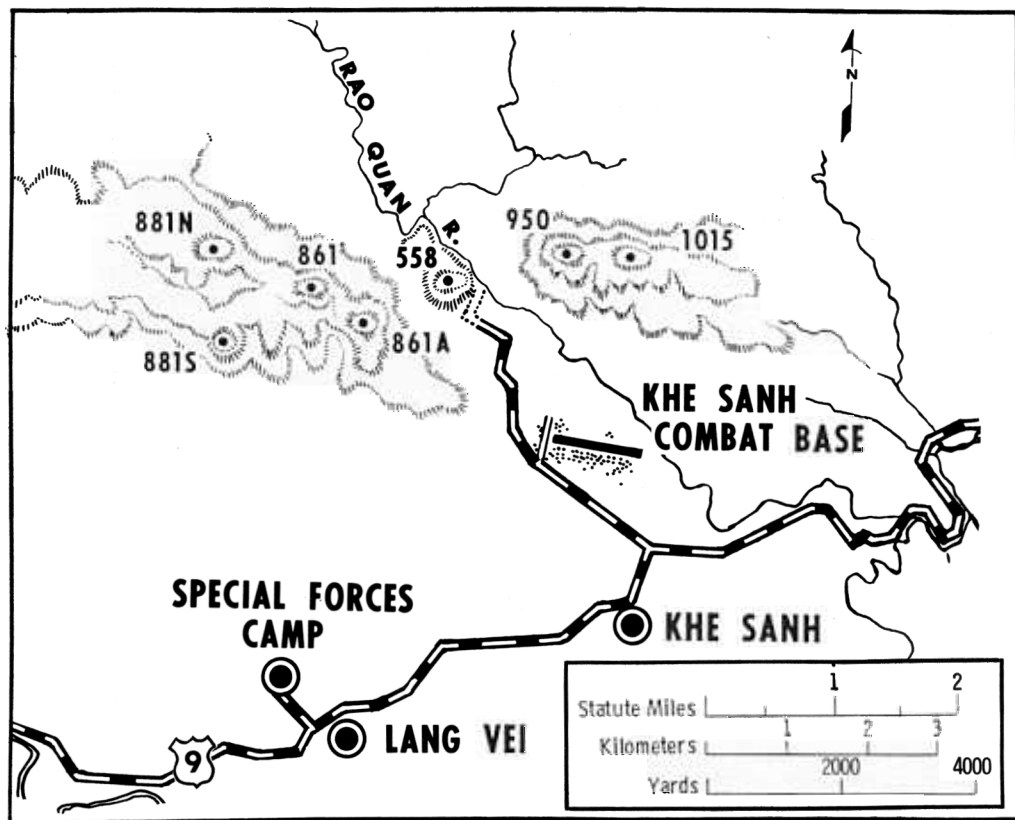 N
RAO QUAN R.
881N
861
558
950
1015
881S
861A
KHE SANH
COMBAT BASE
SPECIAL FORCES
CAMP
KHE SANH
LANG VEI
9
1 2
Statute Miles
1 2 3
Kilometers
2000 4000
Yards